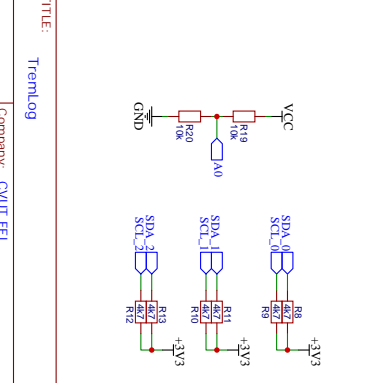 TITLE:
TremLog
Company:
CVUT FEL
GND
R20
10k
R19
10k
VCC
A0
SDA_2
SCL_2
SDA_1
SCL_1
SDA_0
SCL_0
4k7
R13
4k7
R12
+3V3
4k7
R11
4k7
R10
+3V3
4k7
R8
4k7
R9
+3V3